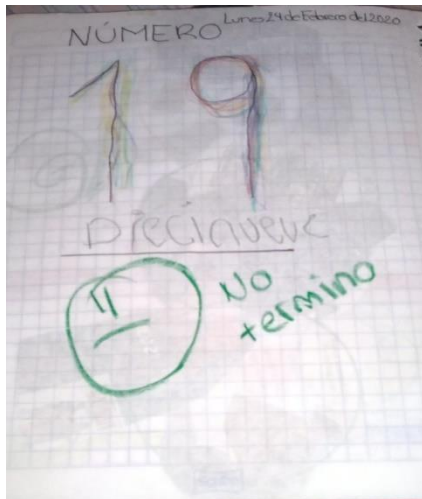 Lunes 24 de Febrero del 2020
NÚMERO
19
Diecinueve
No
termino